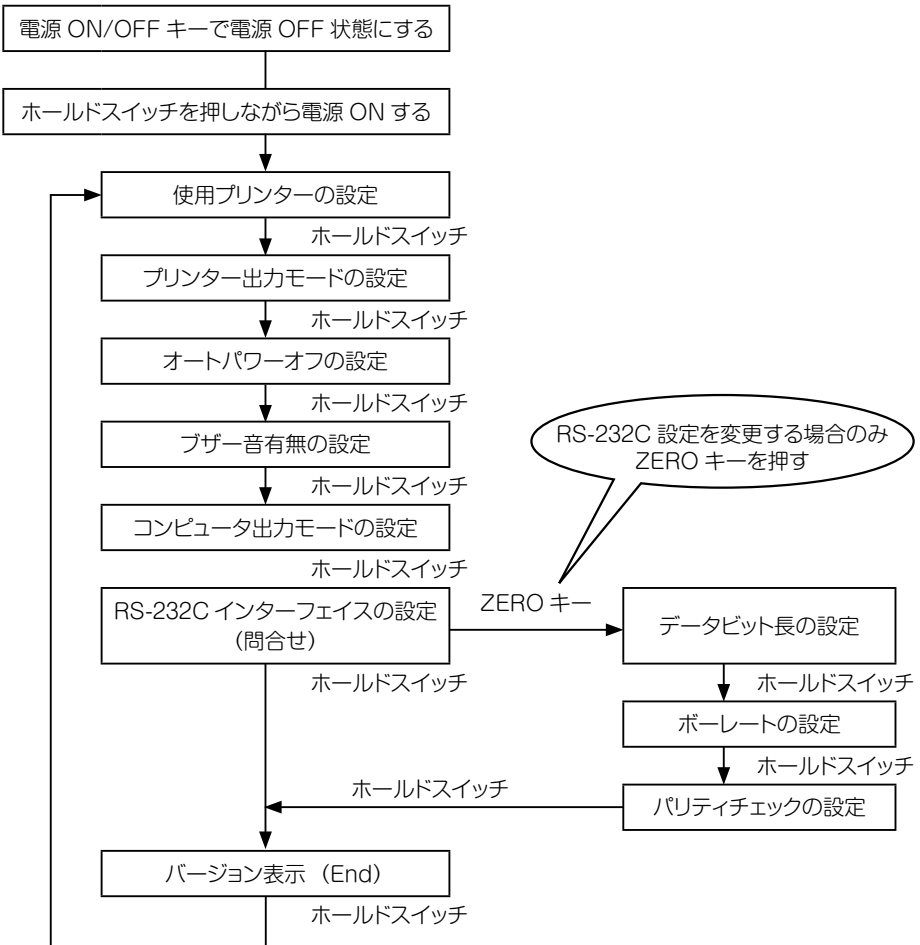 電源 ON/OFF キーで電源 OFF 状態にする
ホールドスイッチを押しながら電源 ON する
使用プリンターの設定
ホールドスイッチ
プリンター出力モードの設定
ホールドスイッチ
オートパワーオフの設定
ホールドスイッチ
ブザー音有無の設定
ホールドスイッチ
コンピュータ出力モードの設定
ホールドスイッチ
RS-232C インターフェイスの設定
(問合せ)
RS-232C 設定を変更する場合のみ
ZERO キーを押す
ZERO キー
データビット長の設定
ホールドスイッチ
ボーレートの設定
ホールドスイッチ
パリティチェックの設定
ホールドスイッチ
ホールドスイッチ
バージョン表示 (End)
ホールドスイッチ